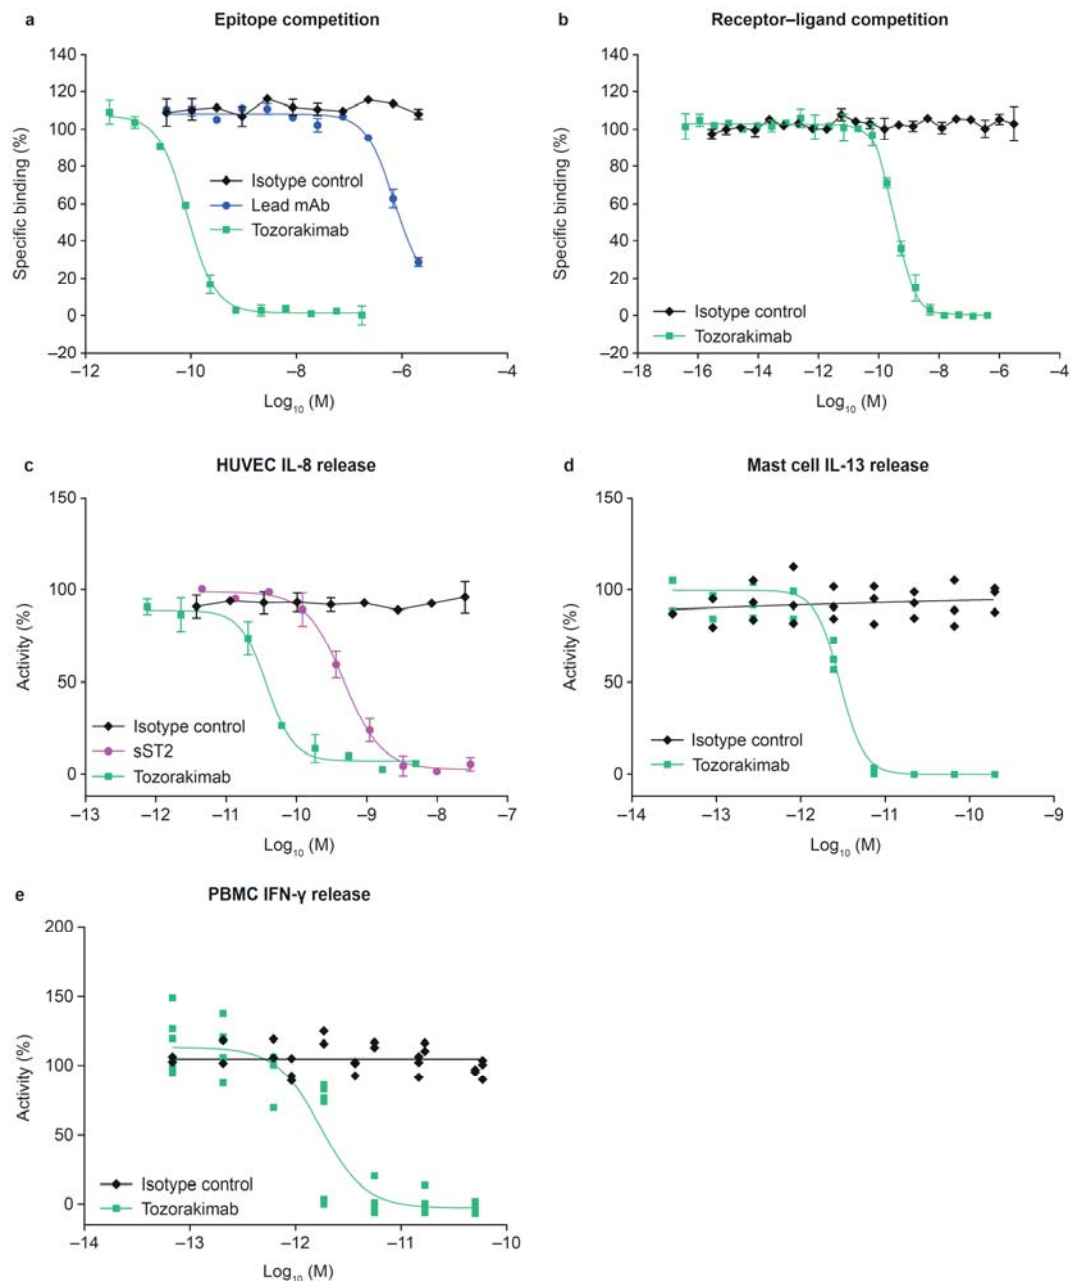 a Epitope competition
140
120
100
80
60
40
20
0
–20
Specific binding (%)
Isotype control
Lead mAb
Tozorakimab
–12 –10 –8 –6 –4
Log10 (M)
b Receptor–ligand competition
140
120
100
80
60
40
20
0
–20
Specific binding (%)
Isotype control
Tozorakimab
–18 –16 –14 –12 –10 –8 –6 –4
Log10 (M)
c HUVEC IL-8 release
150
100
50
0
Activity (%)
Isotype control
sST2
Tozorakimab
–13 –12 –11 –10 –9 –8 –7
Log10 (M)
d Mast cell IL-13 release
150
100
50
0
Activity (%)
Isotype control
Tozorakimab
–14 –13 –12 –11 –10 –9
Log10 (M)
e PBMC IFN-γ release
200
150
100
50
0
Activity (%)
Isotype control
Tozorakimab
–14 –13 –12 –11 –10
Log10 (M)